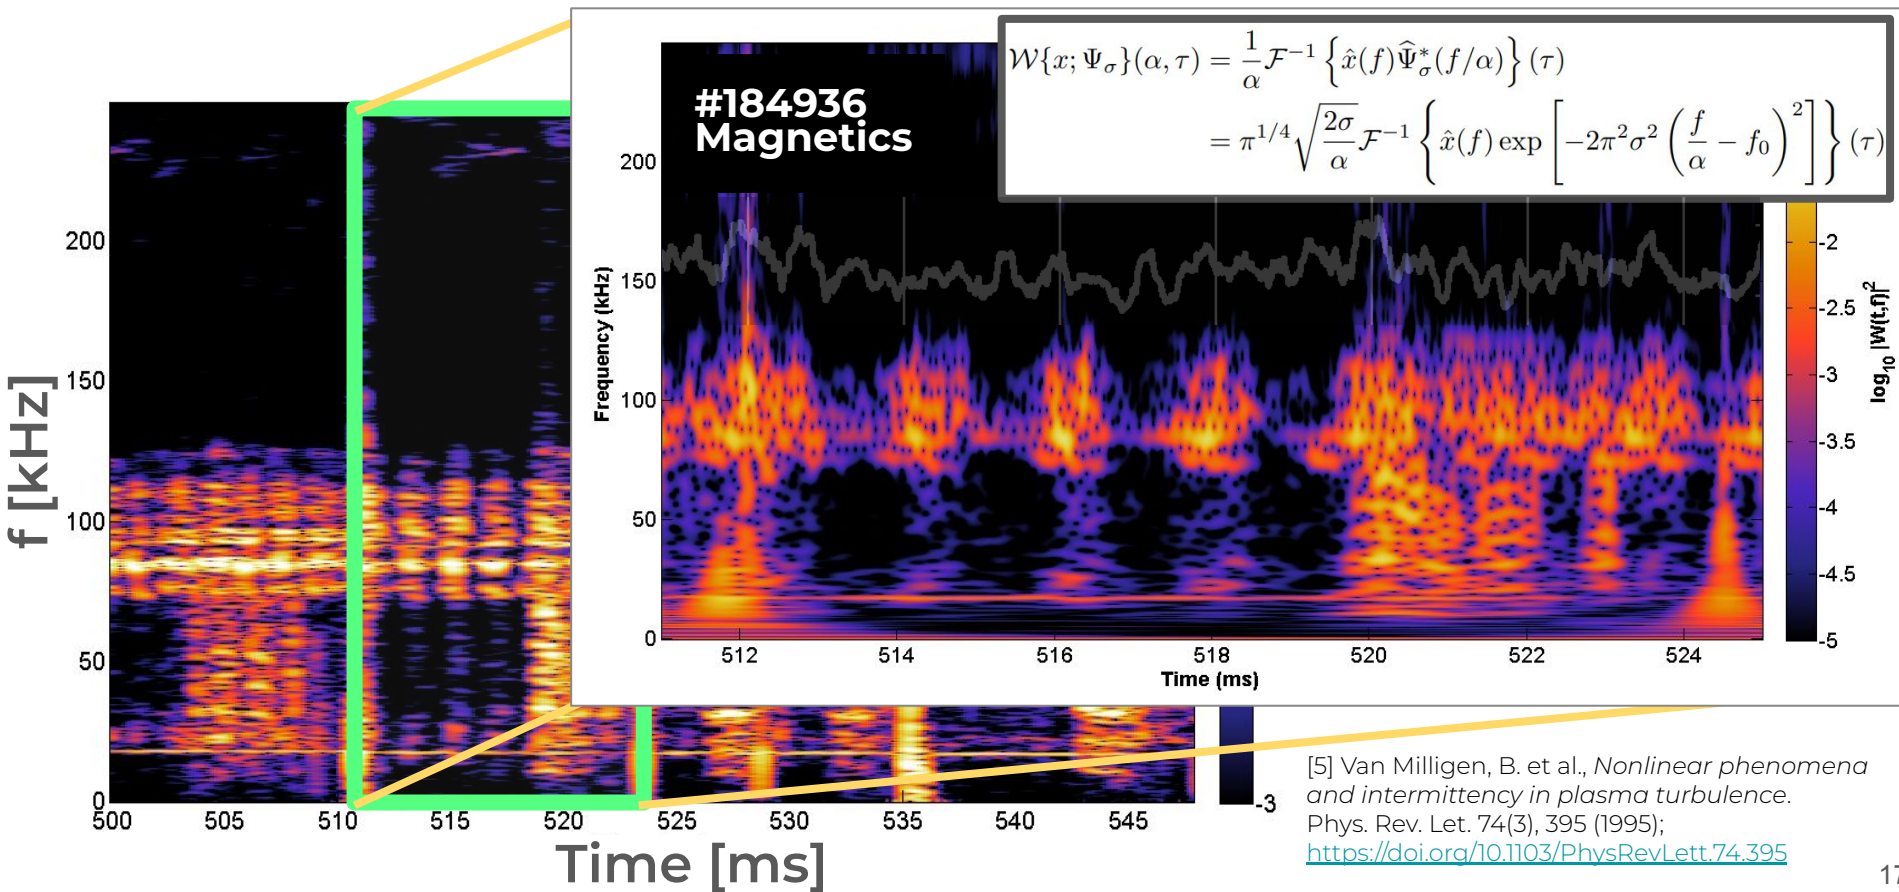 #184936
Magnetics
𝒲{x; Ψ_σ}(α, τ) = 1/α ℱ⁻¹ { x̂(f) Ψ̂*_σ(f/α) } (τ)
= π^{1/4} √(2σ/α) ℱ⁻¹ { x̂(f) exp [ −2π²σ² ( f/α − f₀ )² ] } (τ)
200
150
100
50
0
Frequency (kHz)
512 514 516 518 520 522 524
Time (ms)
-2
-2.5
-3
-3.5
-4
-4.5
-5
log₁₀ |W(t,f)|²
200
150
100
50
0
f [kHz]
500 505 510 515 520 525 530 535 540 545
Time [ms]
-3
[5] Van Milligen, B. et al., Nonlinear phenomena
and intermittency in plasma turbulence.
Phys. Rev. Let. 74(3), 395 (1995);
https://doi.org/10.1103/PhysRevLett.74.395